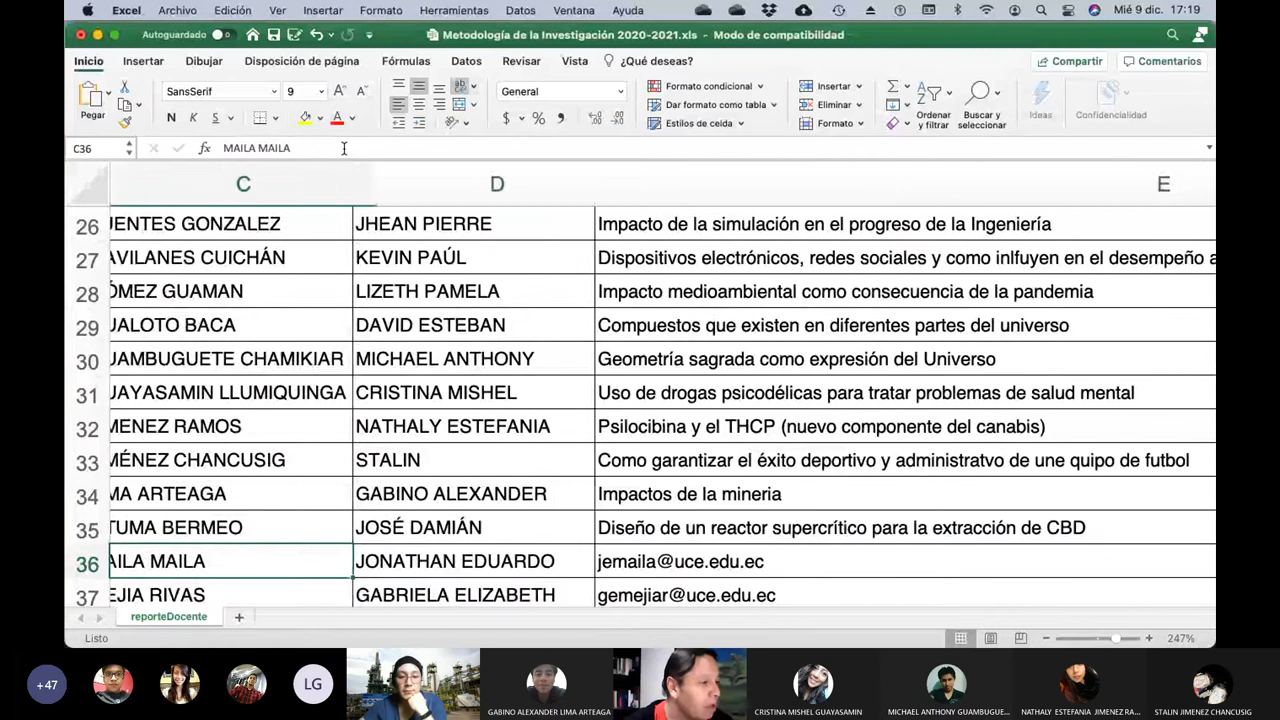 Excel Archivo Edición Ver Insertar Formato Herramientas Datos Ventana Ayuda Mié 9 dic. 17:19
Autoguardado Metodología de la Investigación 2020-2021.xls - Modo de compatibilidad
Inicio Insertar Dibujar Disposición de página Fórmulas Datos Revisar Vista ¿Qué desea? Compartir Comentarios
SansSerif 9 General Formato condicional Insertar
Dar formato como tabla Eliminar
Pegar N K S Estilos de celda Formato Ordenar y filtrar Buscar y seleccionar Ideas Confidencialidad
C36 fx MAILA MAILA
C D E
26 JENTES GONZALEZ JHEAN PIERRE Impacto de la simulación en el progreso de la Ingeniería
27 AVILANES CUICHÁN KEVIN PAÚL Dispositivos electrónicos, redes sociales y como inlfuyen en el desempeño a
28 ÓMEZ GUAMAN LIZETH PAMELA Impacto medioambiental como consecuencia de la pandemia
29 UALOTO BACA DAVID ESTEBAN Compuestos que existen en diferentes partes del universo
30 UAMBUGUETE CHAMIKIAR MICHAEL ANTHONY Geometría sagrada como expresión del Universo
31 UAYASAMIN LLUMIQUINGA CRISTINA MISHEL Uso de drogas psicodélicas para tratar problemas de salud mental
32 MENEZ RAMOS NATHALY ESTEFANIA Psilocibina y el THCP (nuevo componente del canabis)
33 MÉNEZ CHANCUSIG STALIN Como garantizar el éxito deportivo y administratvo de une quipo de futbol
34 MA ARTEAGA GABINO ALEXANDER Impactos de la mineria
35 TUMA BERMEO JOSÉ DAMIÁN Diseño de un reactor supercrítico para la extracción de CBD
36 AILA MAILA JONATHAN EDUARDO jemaila@uce.edu.ec
37 EJIA RIVAS GABRIELA ELIZABETH gemejiar@uce.edu.ec
reporteDocente
Listo 247%
+47 LG
GABINO ALEXANDER LIMA ARTEAGA CRISTINA MISHEL GUAYASAMIN MICHAEL ANTHONY GUAMBUGUE... NATHALY ESTEFANIA JIMENEZ RA... STALIN JIMENEZ CHANCUSIG